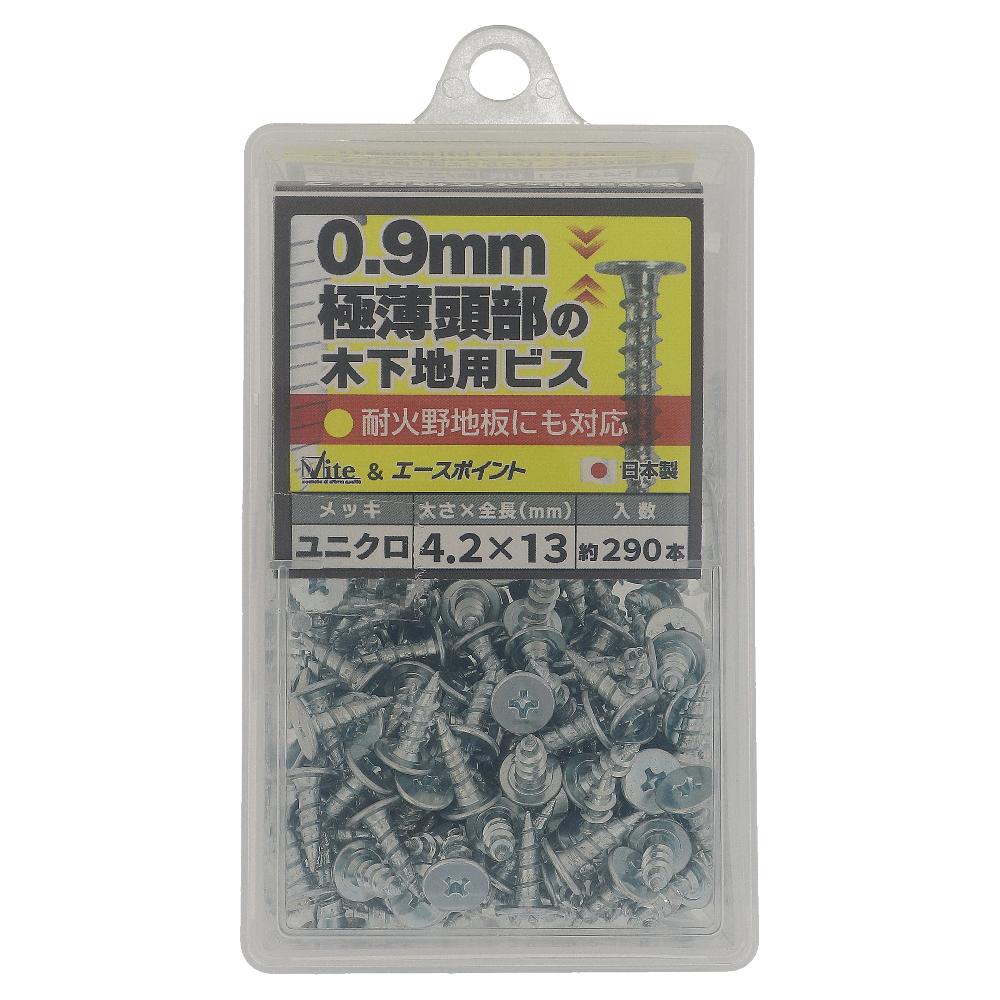 0.9mm
極薄頭部の
木下地用ビス
耐火野地板にも対応
Vite & エースポイント 日本製
メッキ 太さ×全長(mm) 入数
ユニクロ 4.2×13 約290本